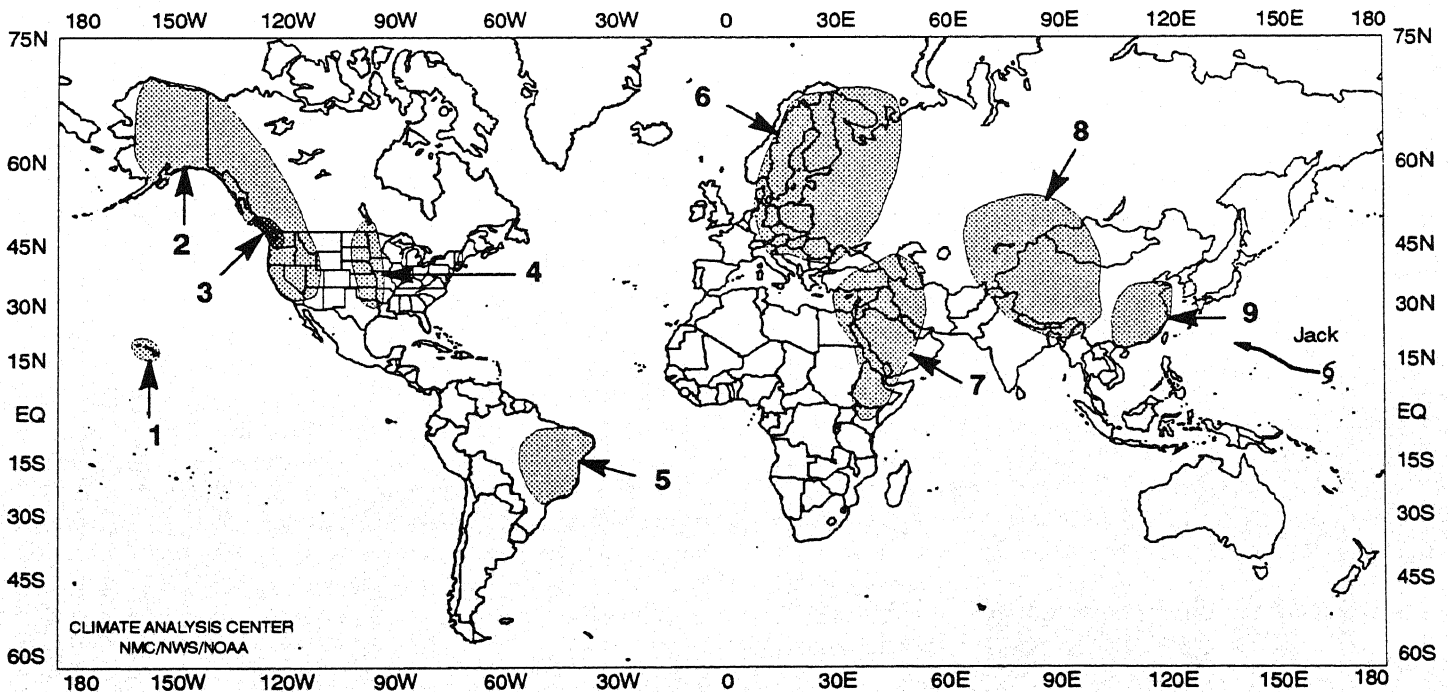 180 150W 120W 90W 60W 30W 0 30E 60E 90E 120E 150E 180
75N 75N
6
8
60N 60N
2
45N 45N
3
4
30N 30N
9
Jack
15N 15N
7
EQ EQ
1
15S 15S
5
30S 30S
45S 45S
CLIMATE ANALYSIS CENTER
NMC/NWS/NOAA
60S 60S
180 150W 120W 90W 60W 30W 0 30E 60E 90E 120E 150E 180